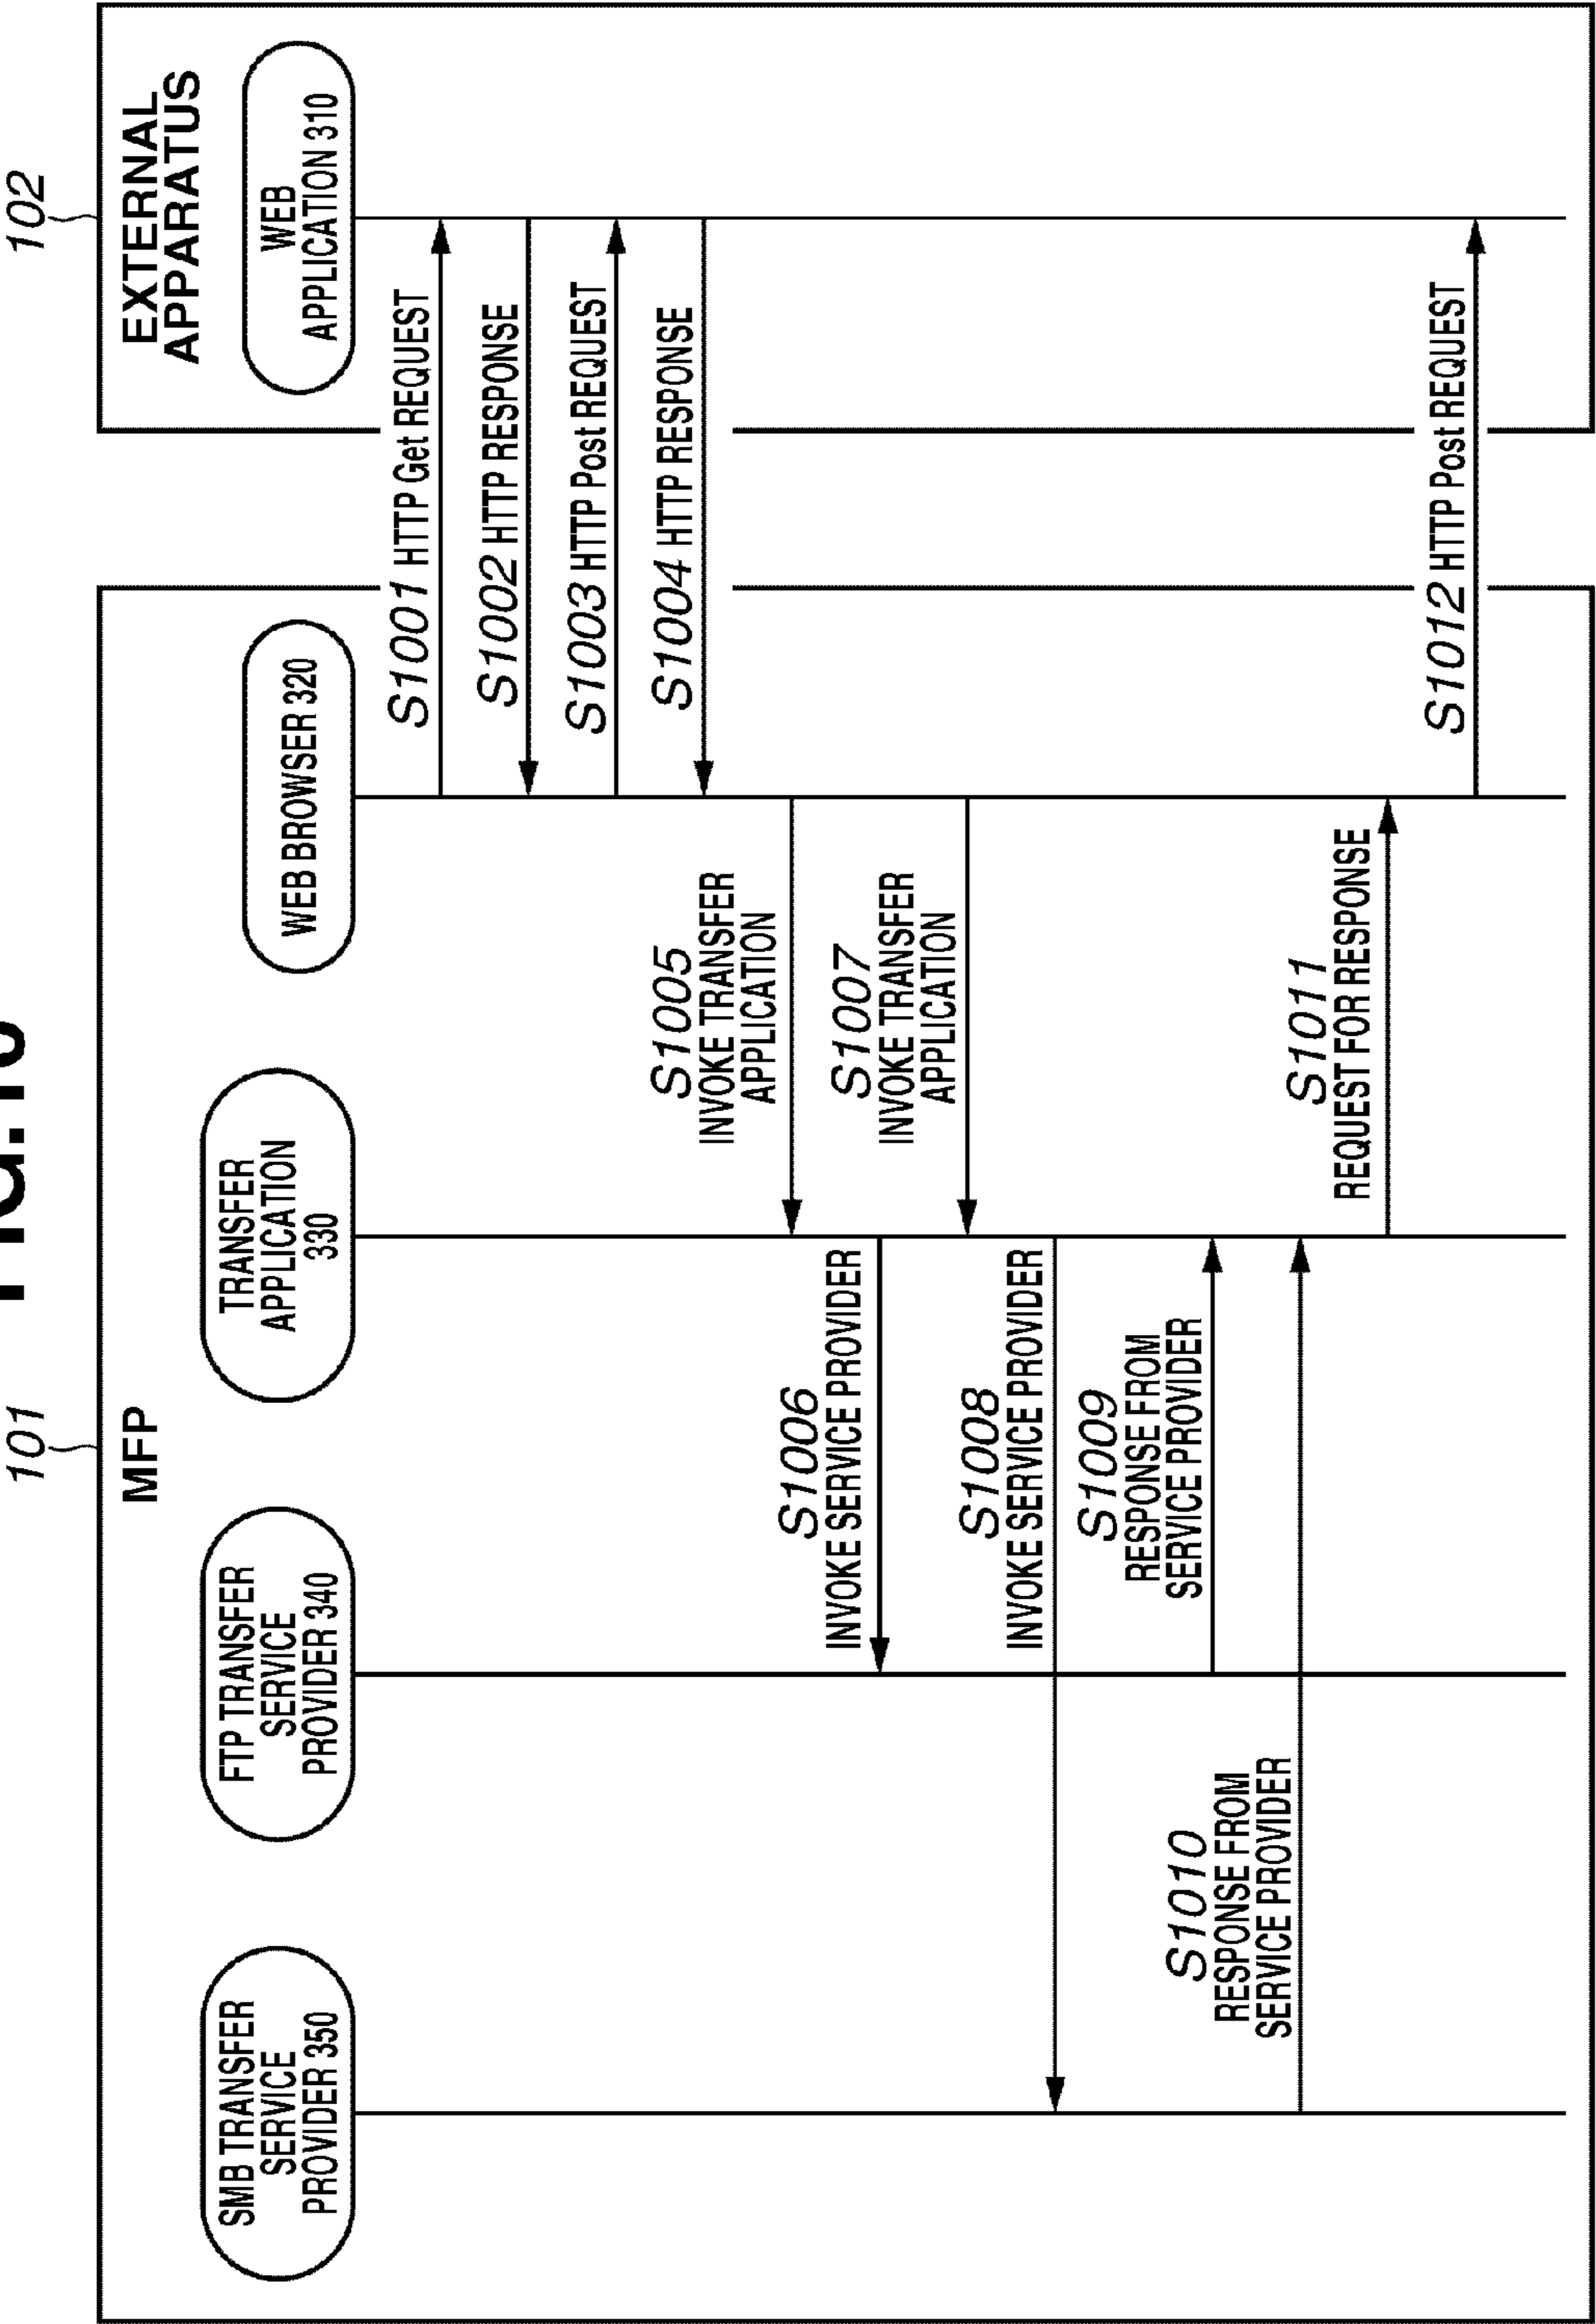 FIG.10
101
102
MFP
EXTERNAL
APPARATUS
SMB TRANSFER
SERVICE
PROVIDER 350
FTP TRANSFER
SERVICE
PROVIDER 340
TRANSFER
APPLICATION
330
WEB BROWSER 320
WEB
APPLICATION 310
S1001 HTTP Get REQUEST
S1002 HTTP RESPONSE
S1003 HTTP Post REQUEST
S1004 HTTP RESPONSE
S1005
INVOKE TRANSFER
APPLICATION
S1006
INVOKE SERVICE PROVIDER
S1007
INVOKE TRANSFER
APPLICATION
S1008
INVOKE SERVICE PROVIDER
S1009
RESPONSE FROM
SERVICE PROVIDER
S1010
RESPONSE FROM
SERVICE PROVIDER
S1011
REQUEST FOR RESPONSE
S1012 HTTP Post REQUEST